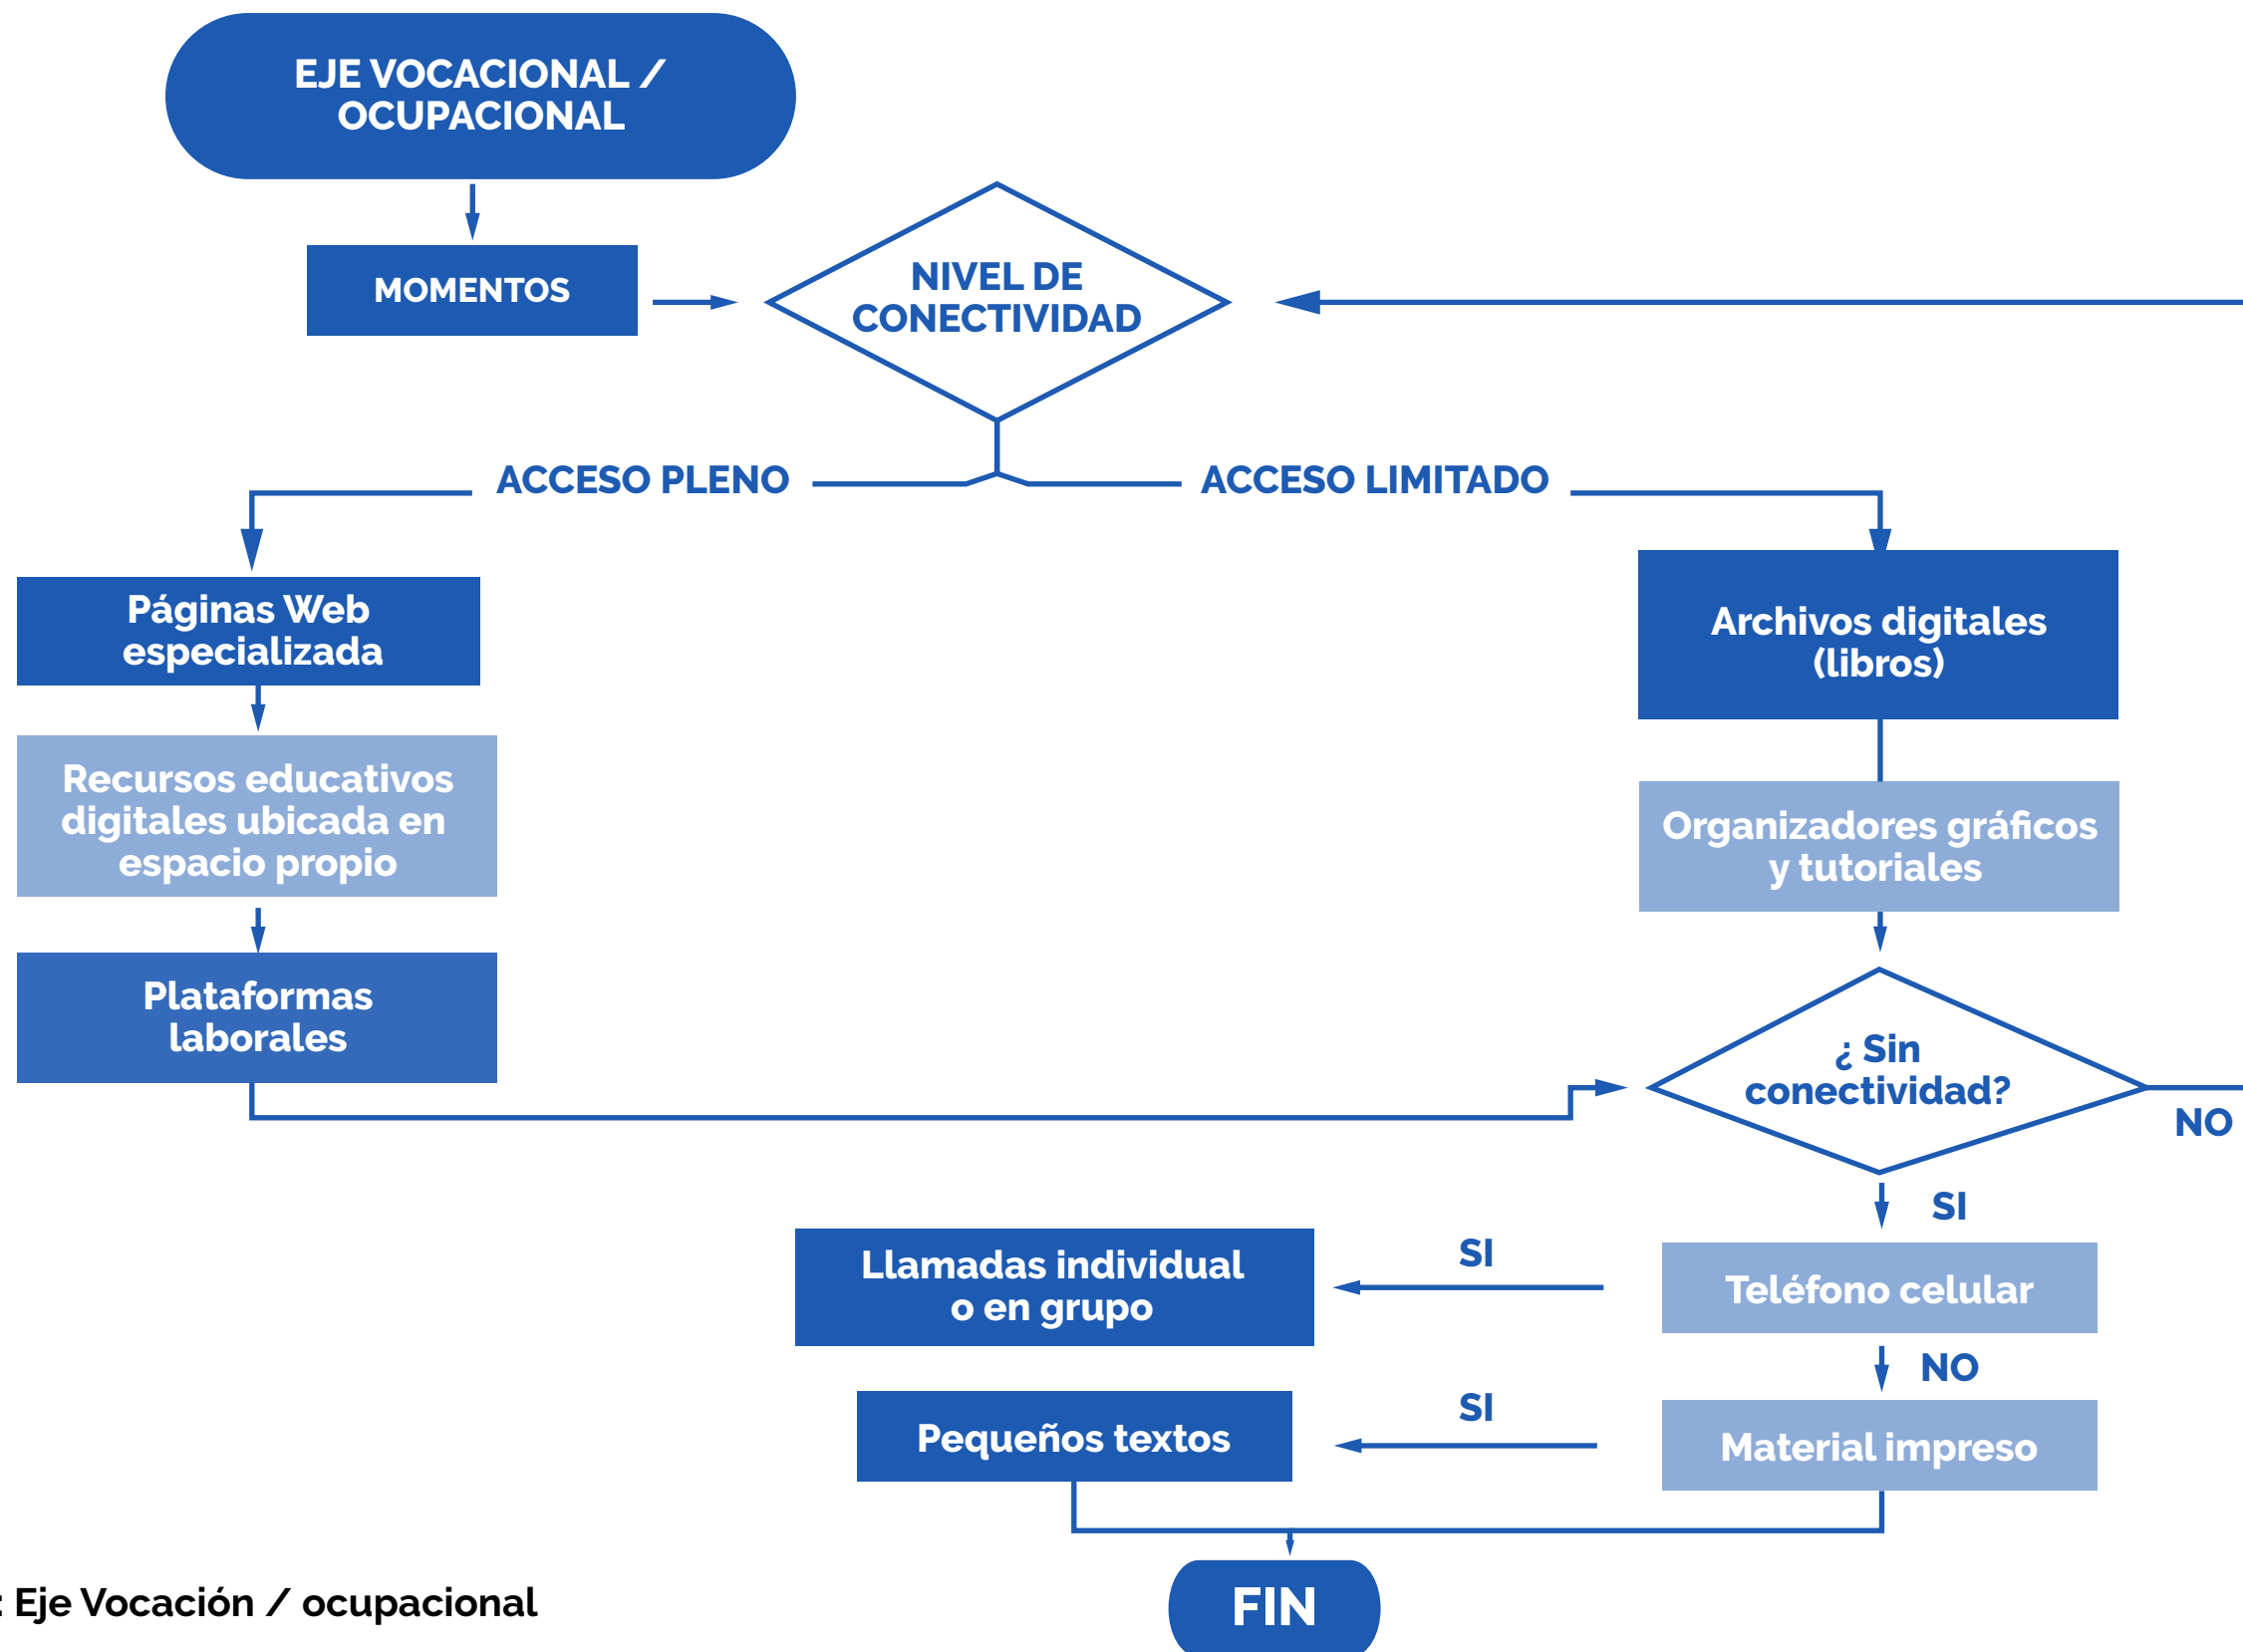 EJE VOCACIONAL /
OCUPACIONAL
MOMENTOS
NIVEL DE
CONECTIVIDAD
ACCESO PLENO
ACCESO LIMITADO
Páginas Web
especializada
Archivos digitales
(libros)
Recursos educativos
digitales ubicada en
espacio propio
Organizadores gráficos
y tutoriales
Plataformas
laborales
¿ Sin
conectividad?
NO
SI
Llamadas individual
o en grupo
SI
Teléfono celular
NO
Pequeños textos
SI
Material impreso
FIN
: Eje Vocación / ocupacional